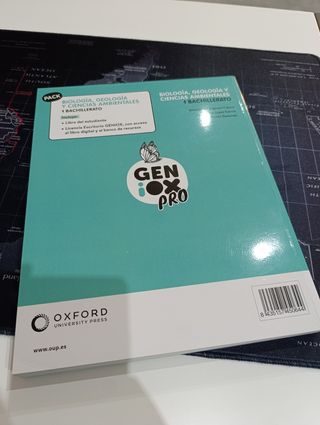 PACK
BIOLOGÍA, GEOLOGÍA
Y CIENCIAS AMBIENTALES
1 BACHILLERATO
Incluye:
• Libro del estudiante
• Licencia Escritorio GENiOX, con acceso
al libro digital y al banco de recursos
BIOLOGÍA, GEOLOGÍA Y
CIENCIAS AMBIENTALES
1 BACHILLERATO
GEN
iOX
PRO
OXFORD
UNIVERSITY PRESS
www.oup.es
OCEAN